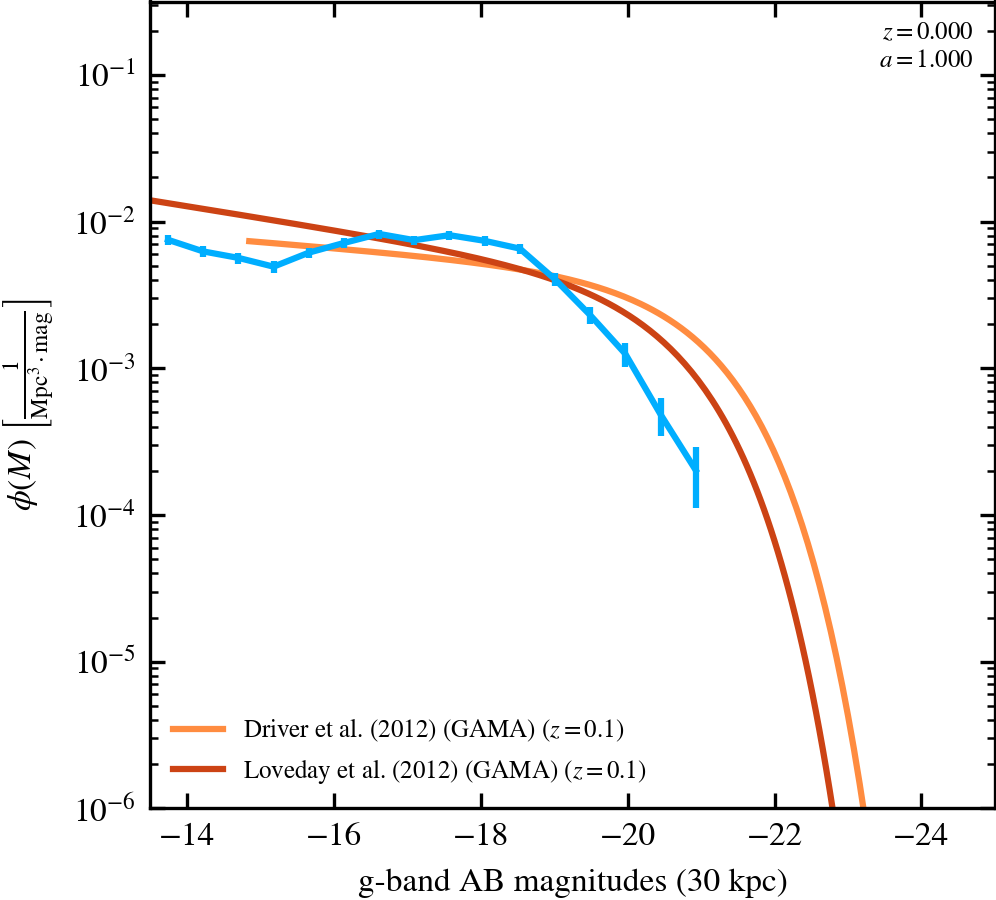 z = 0.000
a = 1.000
10⁻¹
10⁻²
10⁻³
10⁻⁴
10⁻⁵
10⁻⁶
ϕ(M) [1/(Mpc³ · mag)]
Driver et al. (2012) (GAMA) (z = 0.1)
Loveday et al. (2012) (GAMA) (z = 0.1)
−14 −16 −18 −20 −22 −24
g-band AB magnitudes (30 kpc)